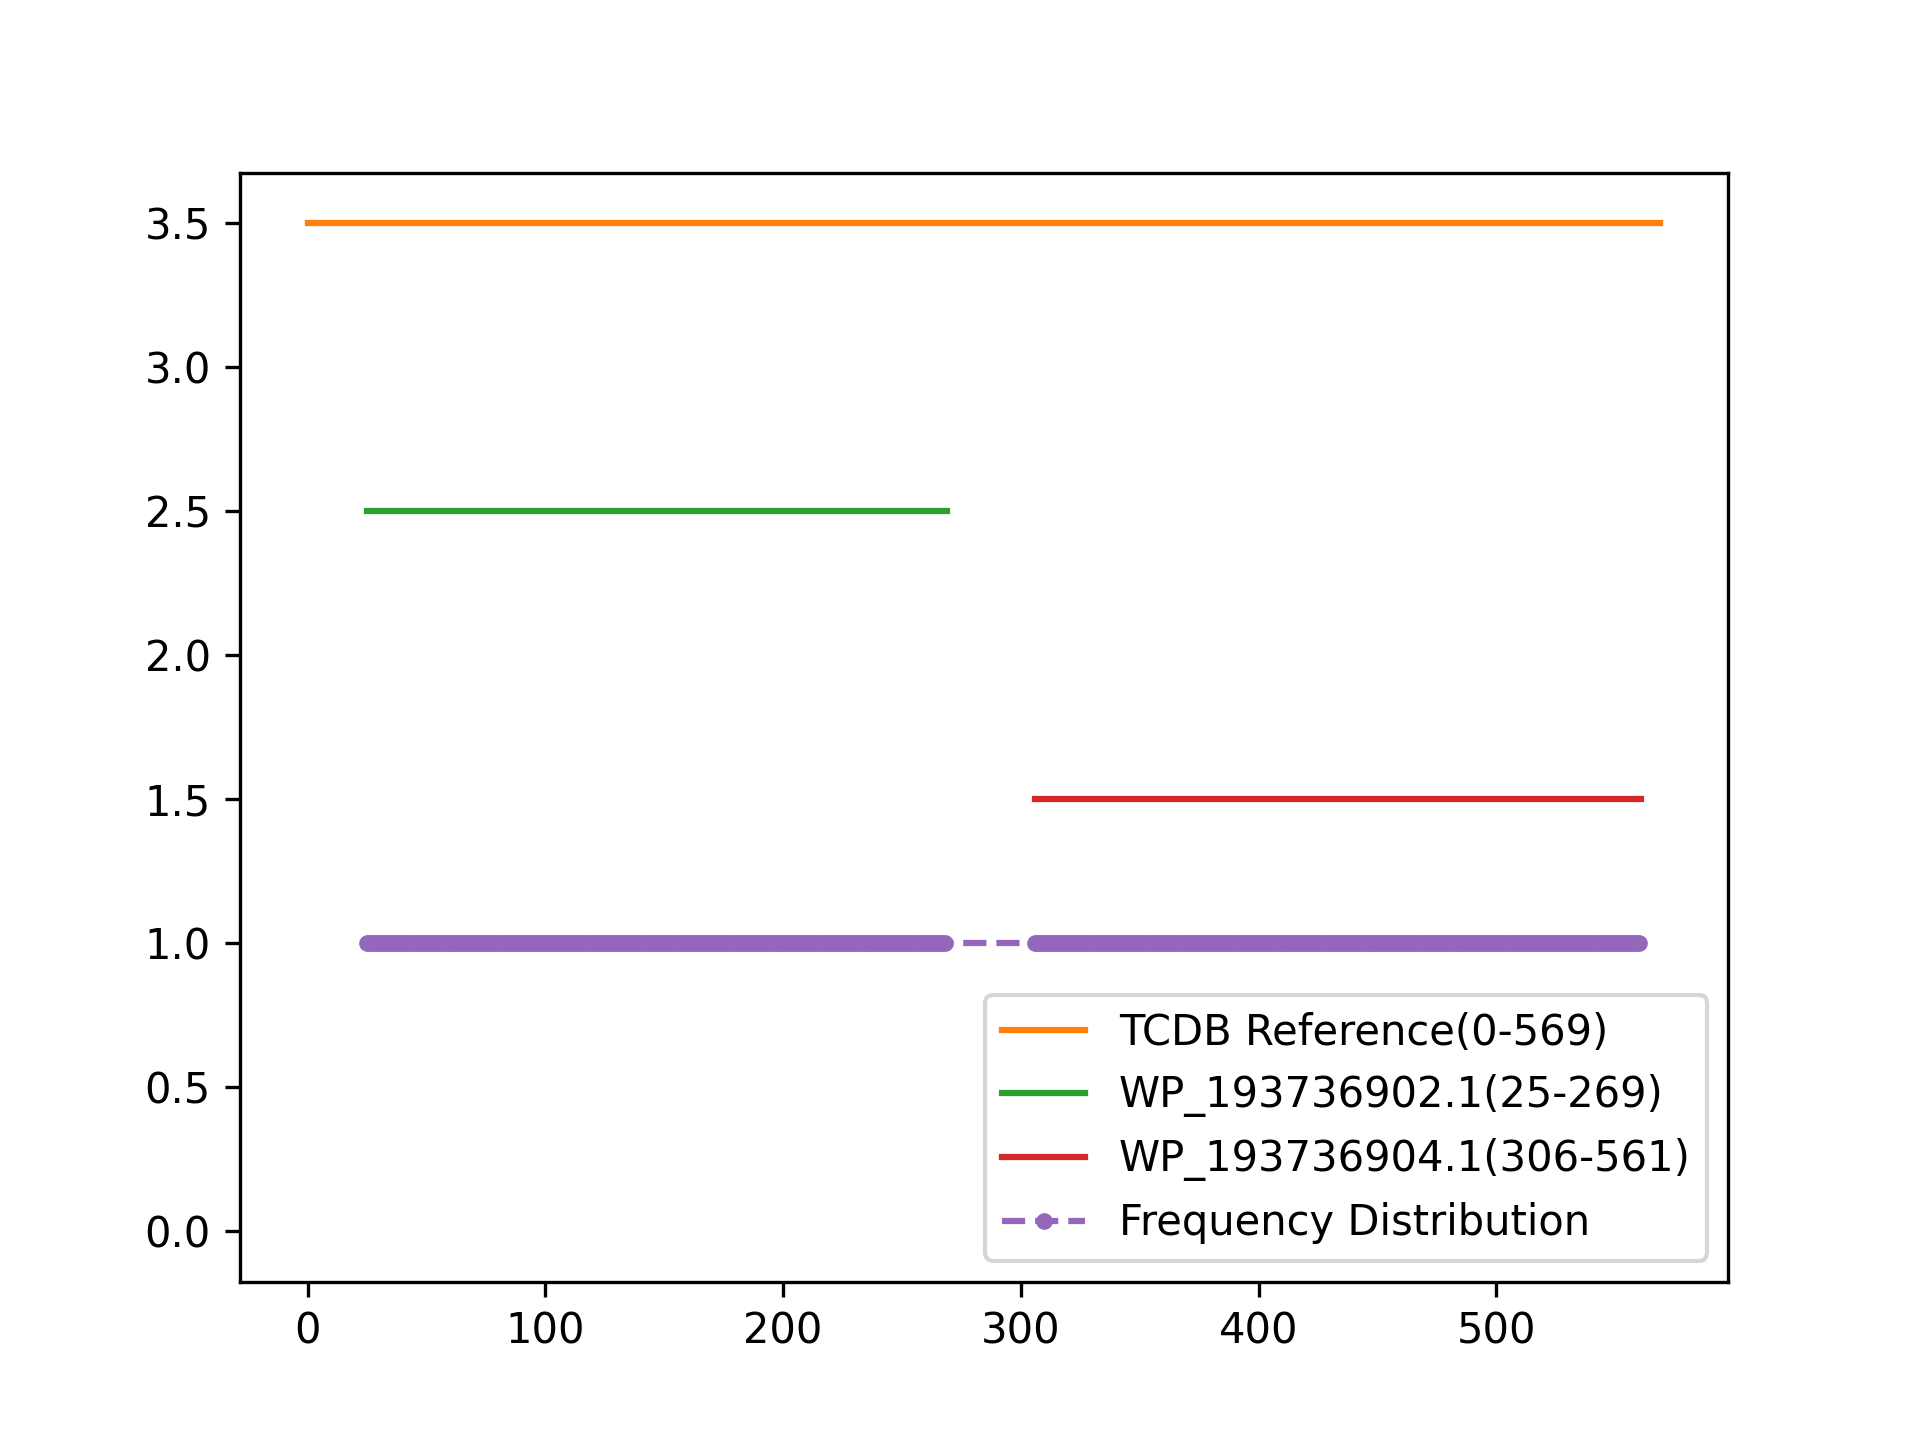 3.5
3.0
2.5
2.0
1.5
1.0
0.5
0.0
TCDB Reference(0-569)
WP_193736902.1(25-269)
WP_193736904.1(306-561)
Frequency Distribution
0 100 200 300 400 500